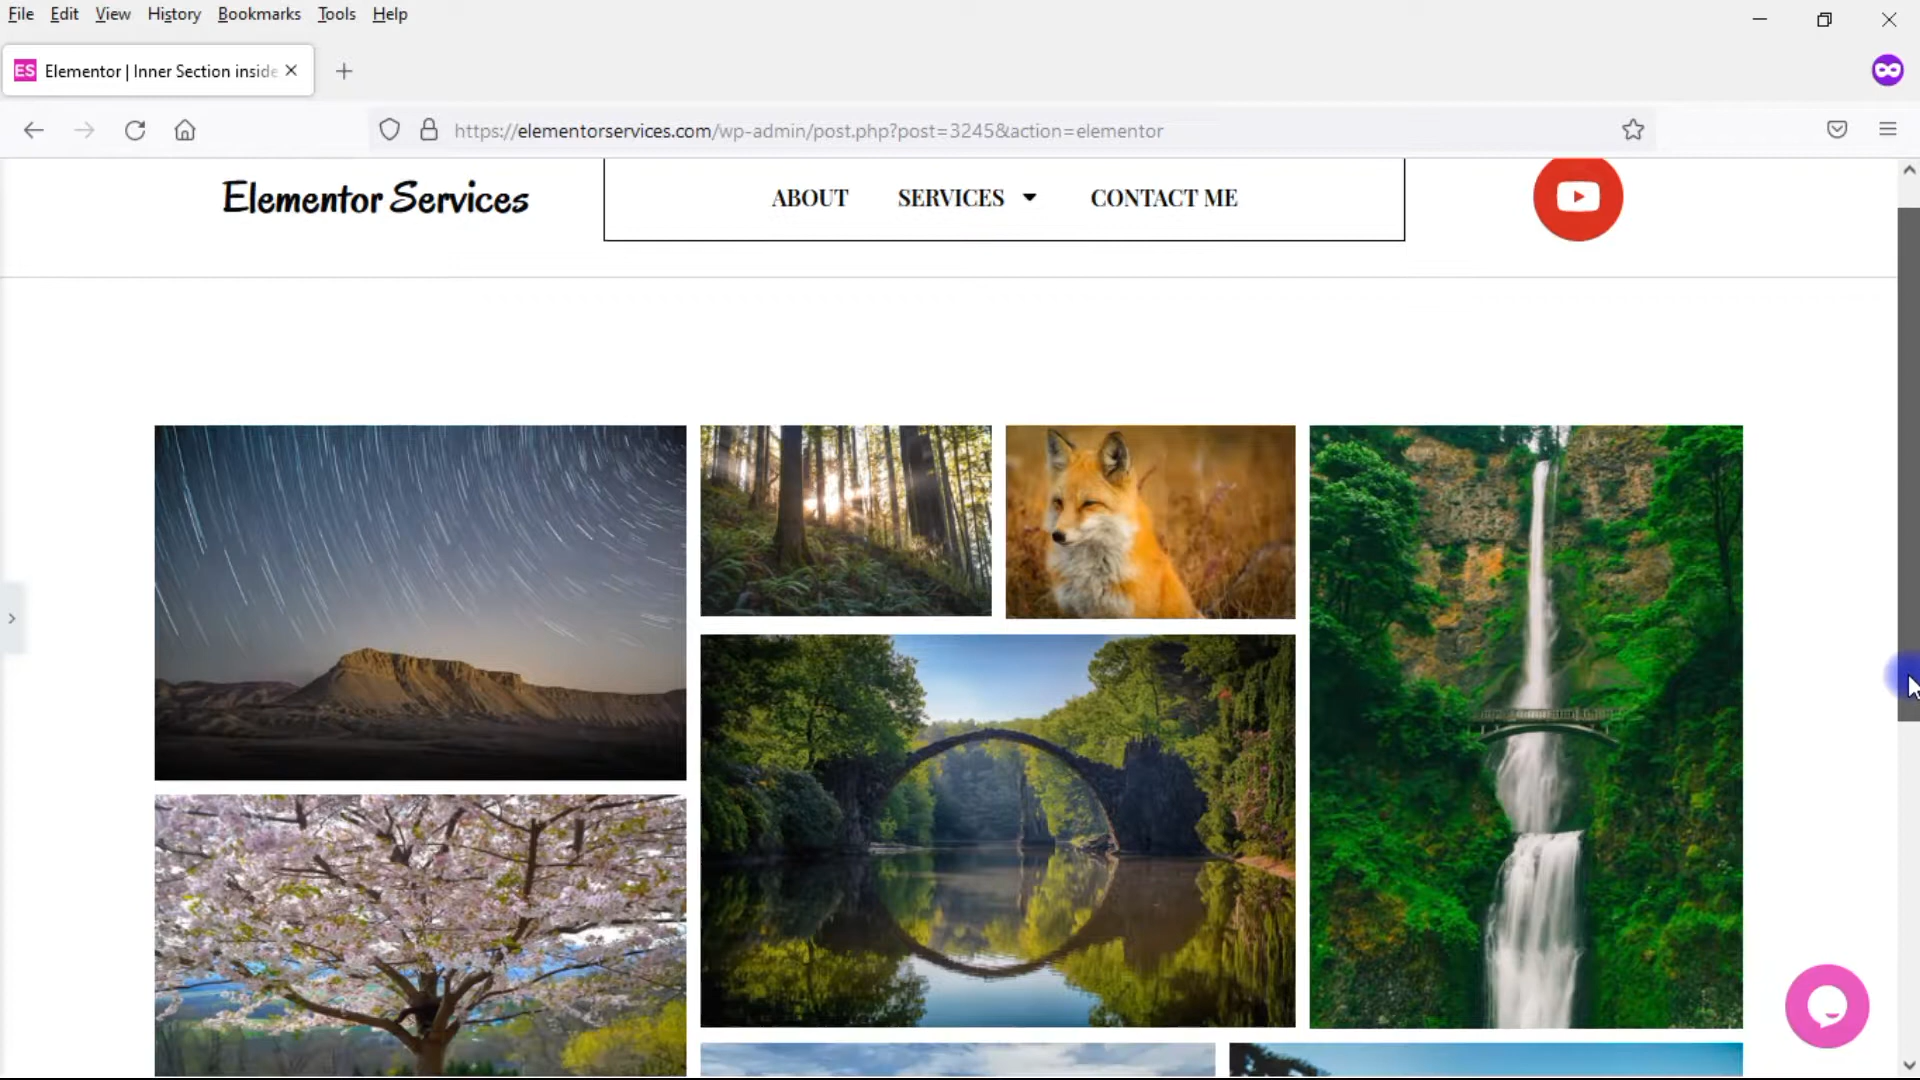 File Edit View History Bookmarks Tools Help
ES Elementor | Inner Section inside
https://elementorservices.com/wp-admin/post.php?post=3245&action=elementor
Elementor Services
ABOUT SERVICES CONTACT ME